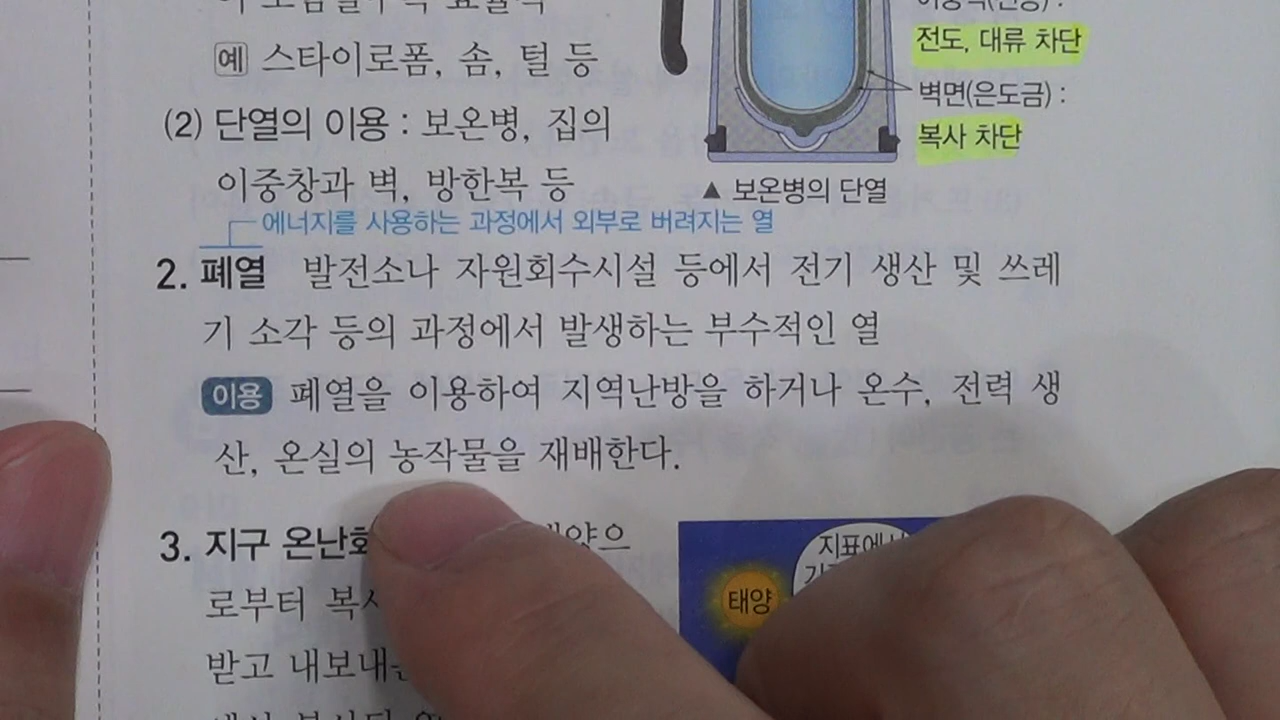 예 스타이로폼, 솜, 털 등
(2) 단열의 이용 : 보온병, 집의
이중창과 벽, 방한복 등
전도, 대류 차단
벽면(은도금) :
복사 차단
▲ 보온병의 단열
에너지를 사용하는 과정에서 외부로 버려지는 열
2. 폐열 발전소나 자원회수시설 등에서 전기 생산 및 쓰레
기 소각 등의 과정에서 발생하는 부수적인 열
이용 폐열을 이용하여 지역난방을 하거나 온수, 전력 생
산, 온실의 농작물을 재배한다.
3. 지구
로부터
받고
지표에서
태양